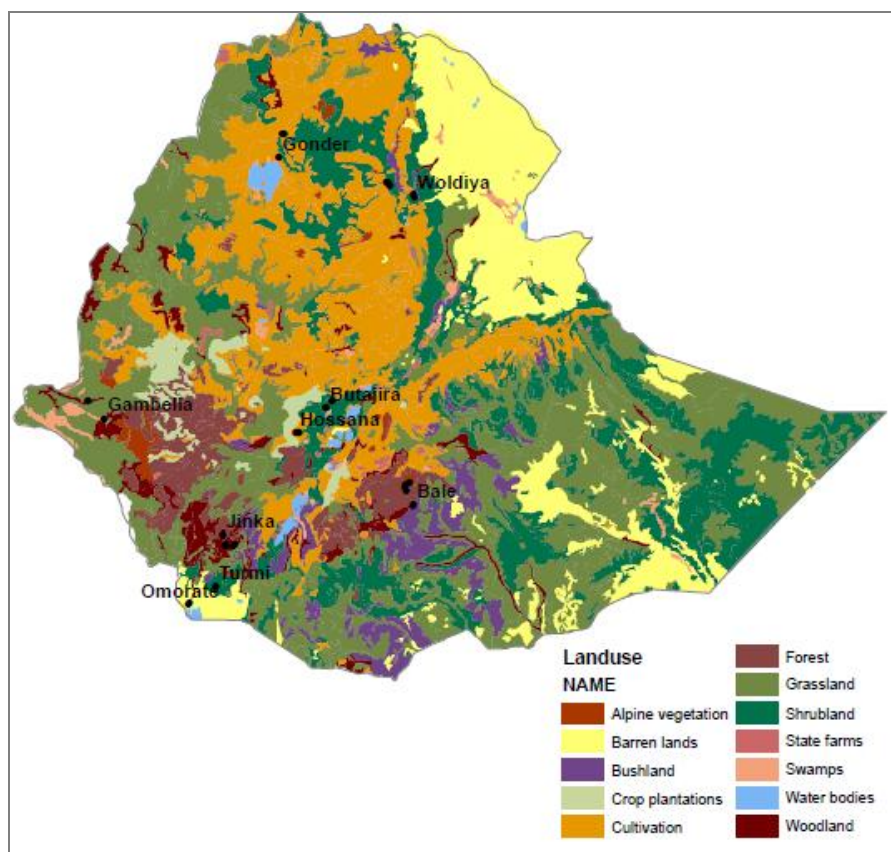 Gonder
Woldiya
Butajira
Gambella
Hossana
Bale
Jinka
Turmi
Omorate
Landuse
NAME
Alpine vegetation
Barren lands
Bushland
Crop plantations
Cultivation
Forest
Grassland
Shrubland
State farms
Swamps
Water bodies
Woodland